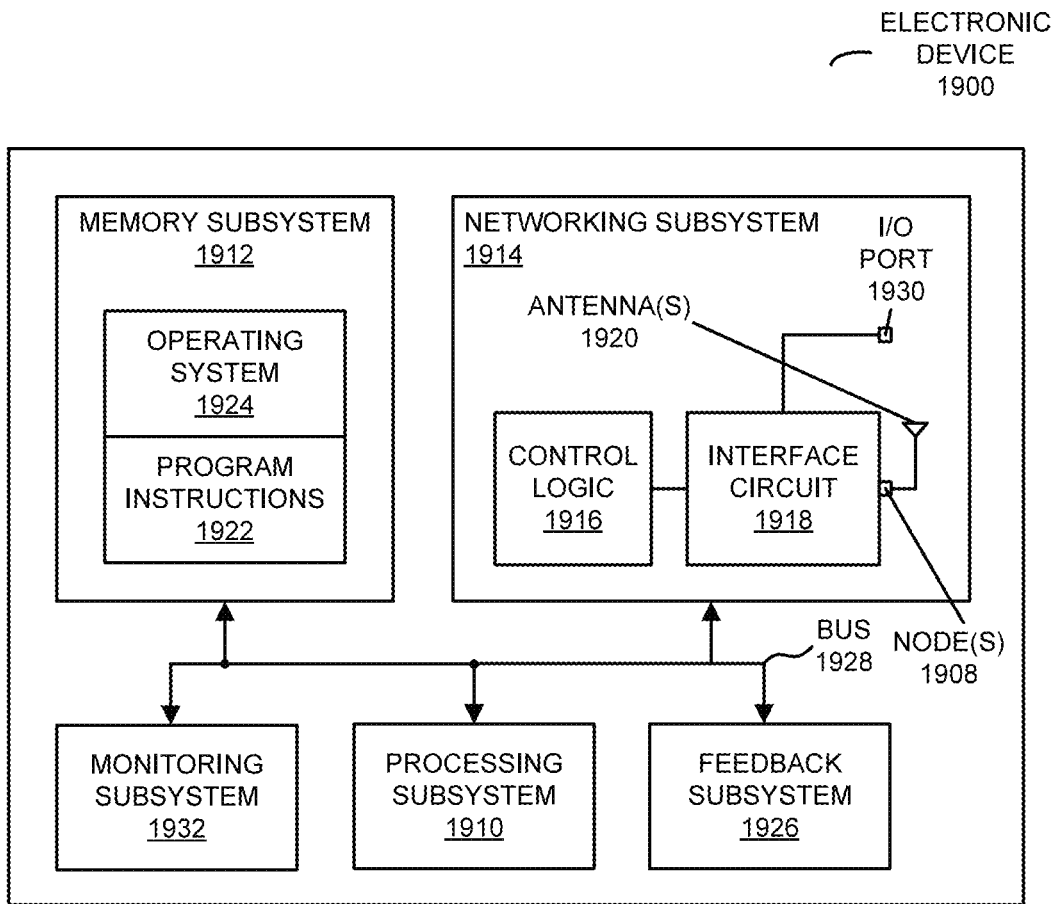 ELECTRONIC
DEVICE
1900
MEMORY SUBSYSTEM
1912
OPERATING
SYSTEM
1924
PROGRAM
INSTRUCTIONS
1922
NETWORKING SUBSYSTEM
1914
I/O
PORT
1930
ANTENNA(S)
1920
CONTROL
LOGIC
1916
INTERFACE
CIRCUIT
1918
BUS
1928
NODE(S)
1908
MONITORING
SUBSYSTEM
1932
PROCESSING
SUBSYSTEM
1910
FEEDBACK
SUBSYSTEM
1926